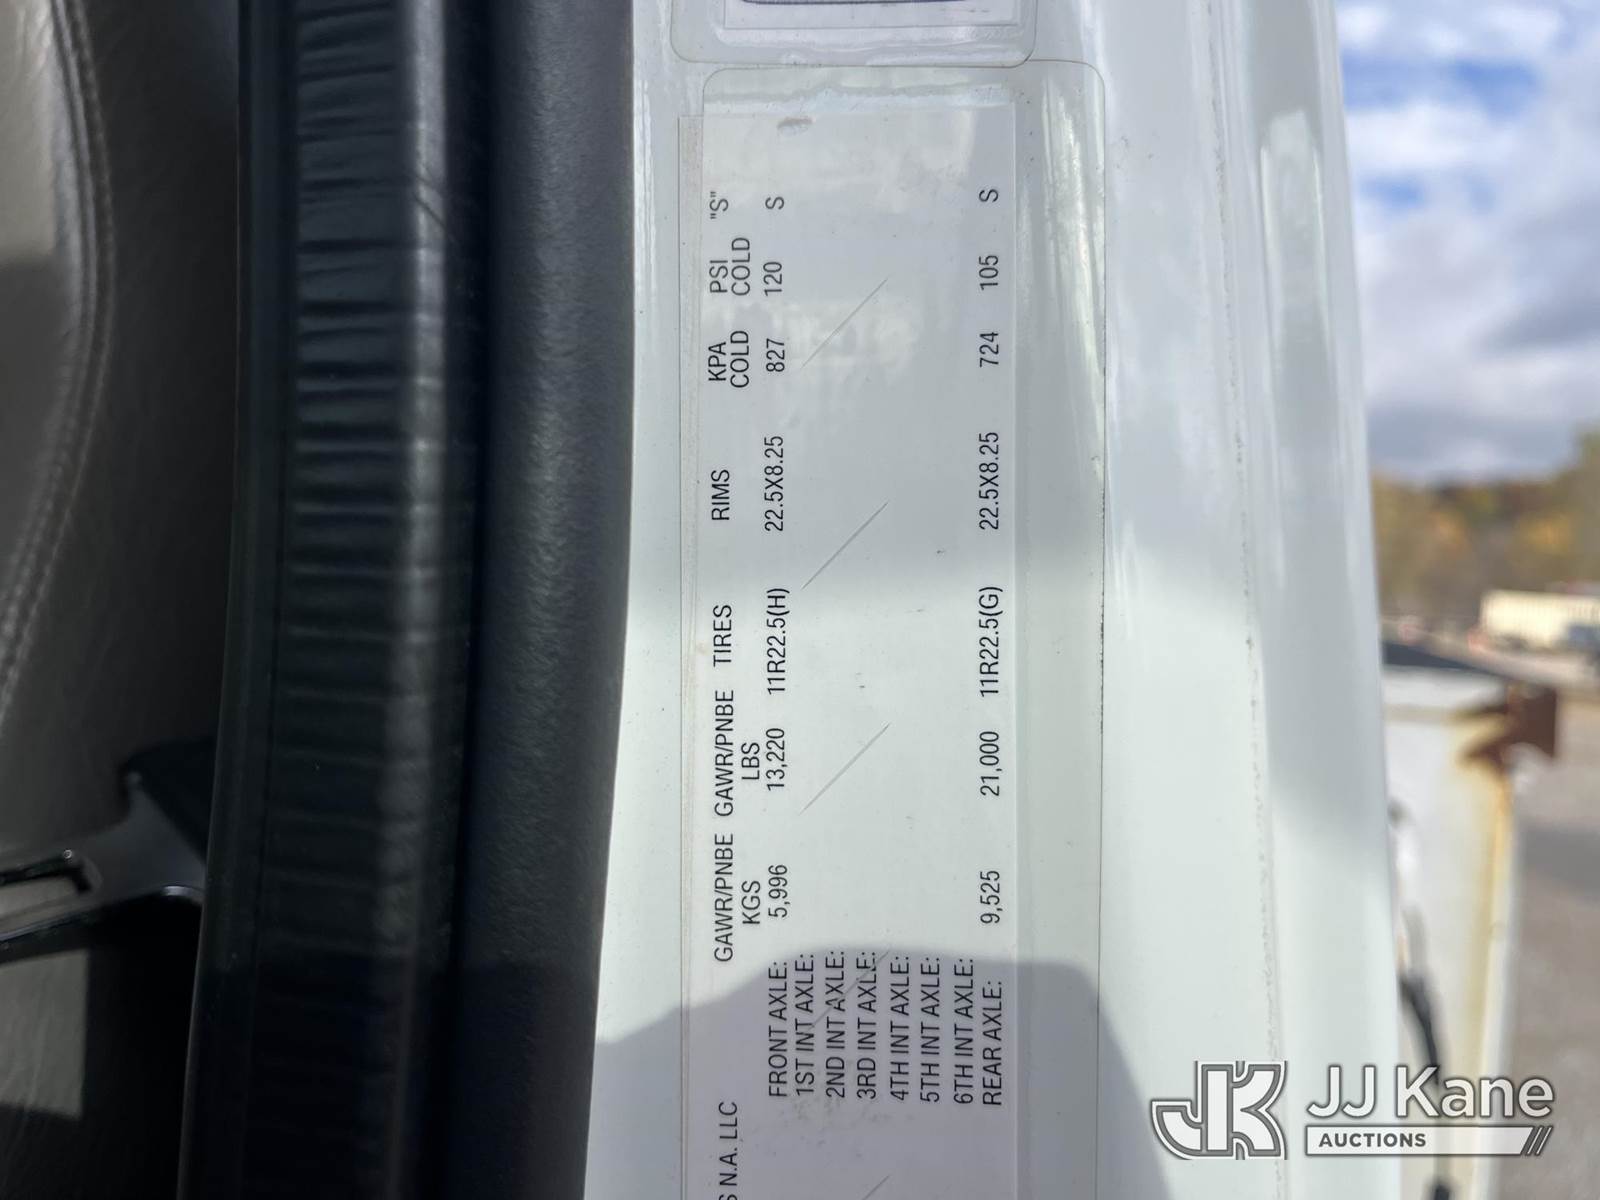 S N.A. LLC
GAWR/PNBE GAWR/PNBE TIRES RIMS KPA PSI "S"
KGS LBS COLD COLD
FRONT AXLE: 5,996 13,220 11R22.5(H) 22.5X8.25 827 120 S
1ST INT AXLE:
2ND INT AXLE:
3RD INT AXLE:
4TH INT AXLE:
5TH INT AXLE:
6TH INT AXLE:
REAR AXLE: 9,525 21,000 11R22.5(G) 22.5X8.25 724 105 S
JK JJ Kane
AUCTIONS